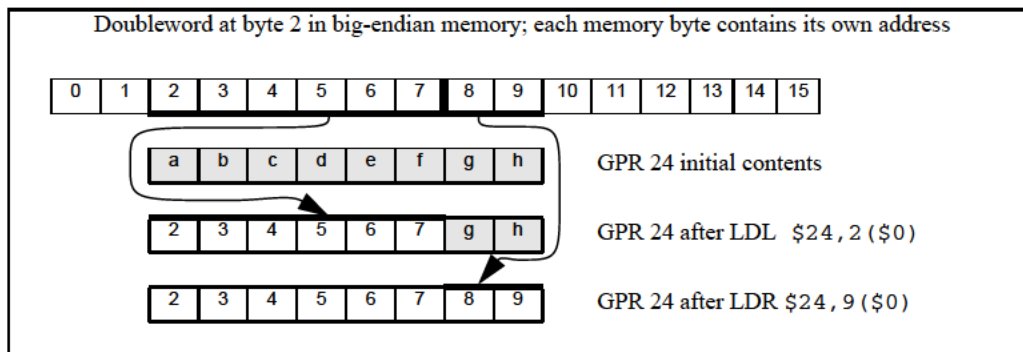 Doubleword at byte 2 in big-endian memory; each memory byte contains its own address
0 1 2 3 4 5 6 7 8 9 10 11 12 13 14 15
a b c d e f g h GPR 24 initial contents
2 3 4 5 6 7 g h GPR 24 after LDL $24,2($0)
2 3 4 5 6 7 8 9 GPR 24 after LDR $24,9($0)